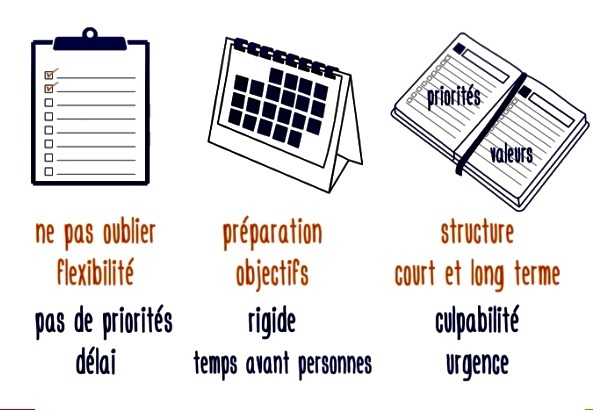 priorités
valeurs
ne pas oublier
flexibilité
pas de priorités
délai
préparation
objectifs
rigide
temps avant personnes
structure
court et long terme
culpabilité
urgence